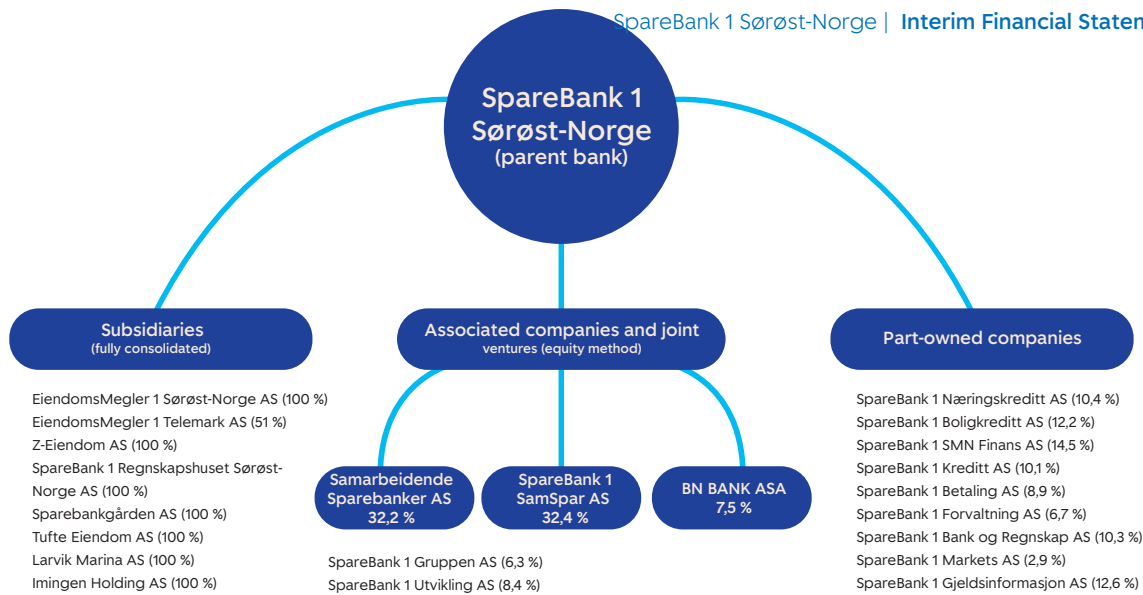 SpareBank 1 Sørøst-Norge | Interim Financial Statem
SpareBank 1
Sørøst-Norge
(parent bank)
Subsidiaries
(fully consolidated)
EiendomsMegler 1 Sørøst-Norge AS (100 %)
EiendomsMegler 1 Telemark AS (51 %)
Z-Eiendom AS (100 %)
SpareBank 1 Regnskapshuset Sørøst-
Norge AS (100 %)
Sparebankgården AS (100 %)
Tufte Eiendom AS (100 %)
Larvik Marina AS (100 %)
Imingen Holding AS (100 %)
Associated companies and joint
ventures (equity method)
Samarbeidende
Sparebanker AS
32,2 %
SpareBank 1
SamSpar AS
32,4 %
BN BANK ASA
7,5 %
SpareBank 1 Gruppen AS (6,3 %)
SpareBank 1 Utvikling AS (8,4 %)
Part-owned companies
SpareBank 1 Næringskreditt AS (10,4 %)
SpareBank 1 Boligkreditt AS (12,2 %)
SpareBank 1 SMN Finans AS (14,5 %)
SpareBank 1 Kreditt AS (10,1 %)
SpareBank 1 Betaling AS (8,9 %)
SpareBank 1 Forvaltning AS (6,7 %)
SpareBank 1 Bank og Regnskap AS (10,3 %)
SpareBank 1 Markets AS (2,9 %)
SpareBank 1 Gjeldsinformasjon AS (12,6 %)